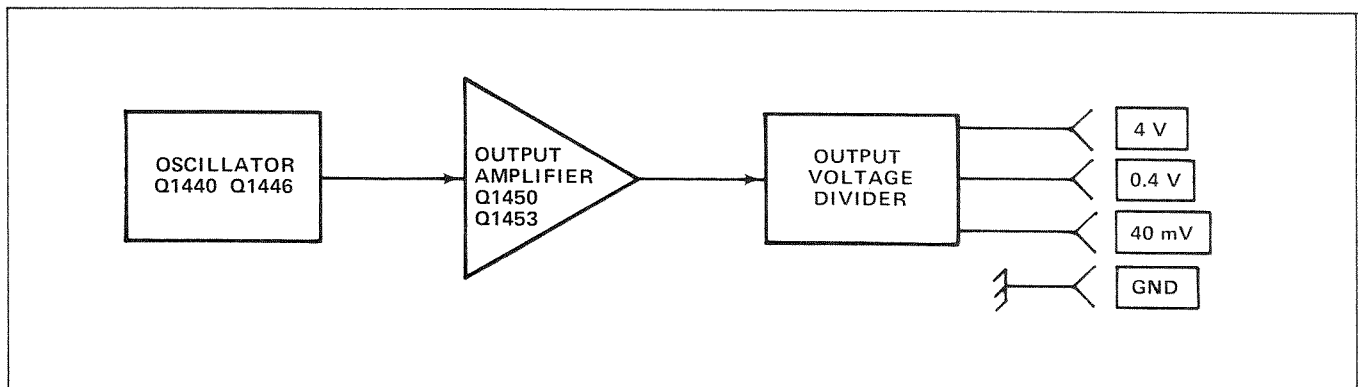 OSCILLATOR
Q1440 Q1446
OUTPUT
AMPLIFIER
Q1450
Q1453
OUTPUT
VOLTAGE
DIVIDER
4 V
0.4 V
40 mV
GND